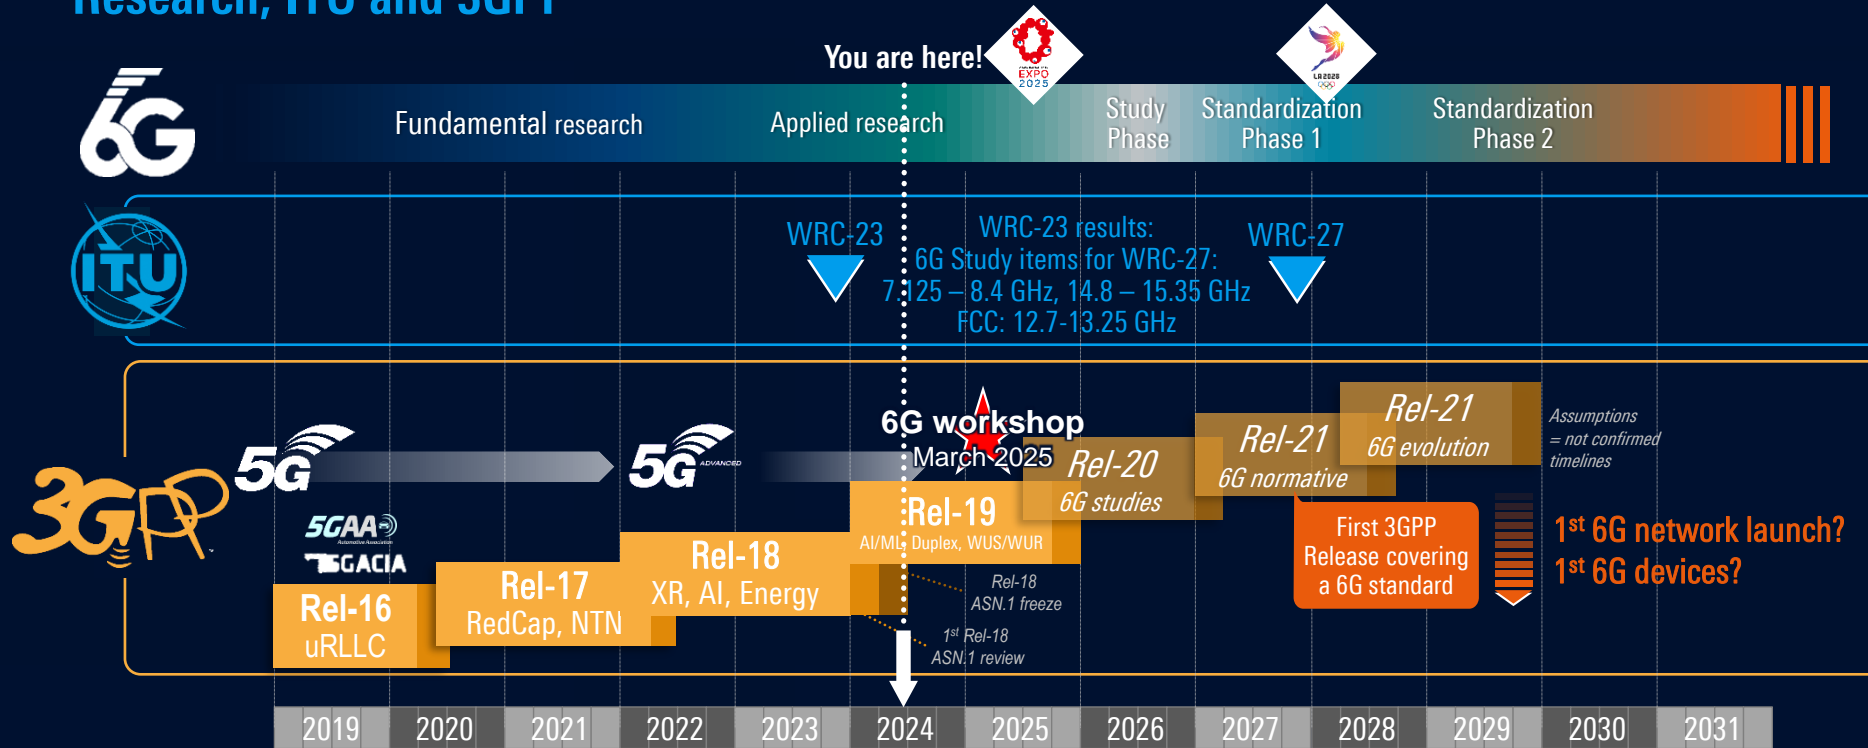 Research, ITU and 3GPP
You are here!
EXPO
2025
LA2028
6G
Fundamental research
Applied research
Study
Phase
Standardization
Phase 1
Standardization
Phase 2
ITU
WRC-23
WRC-23 results:
6G Study items for WRC-27:
7.125 – 8.4 GHz, 14.8 – 15.35 GHz
FCC: 12.7-13.25 GHz
WRC-27
3GPP
5G
5GAA
Automotive Association
5GACIA
5G ADVANCED
6G workshop
March 2025
Rel-16
uRLLC
Rel-17
RedCap, NTN
Rel-18
XR, AI, Energy
Rel-19
AI/ML, Duplex, WUS/WUR
Rel-20
6G studies
Rel-21
6G normative
Rel-21
6G evolution
Assumptions
= not confirmed
timelines
Rel-18
ASN.1 freeze
1st Rel-18
ASN.1 review
First 3GPP
Release covering
a 6G standard
1st 6G network launch?
1st 6G devices?
2019 2020 2021 2022 2023 2024 2025 2026 2027 2028 2029 2030 2031